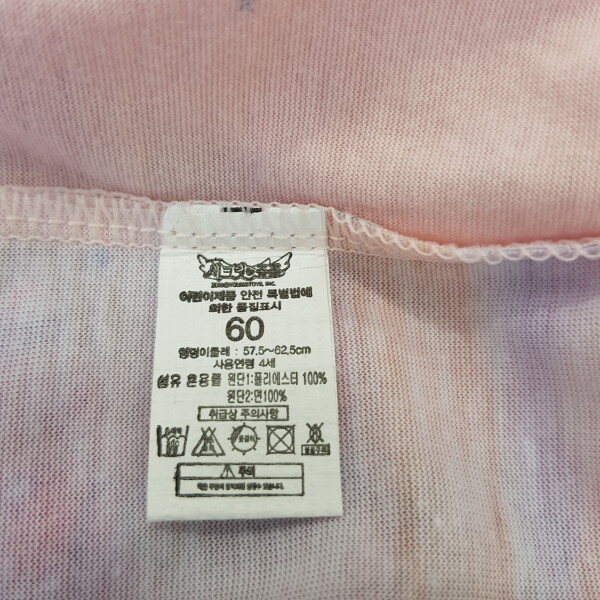 어린이제품 안전 특별법에
의한 품질표시
60
엉덩이둘레 : 57.5~62.5cm
사용연령 4세
섬유 혼용률 원단1:폴리에스터 100%
원단2:면100%
취급상 주의사항
주의